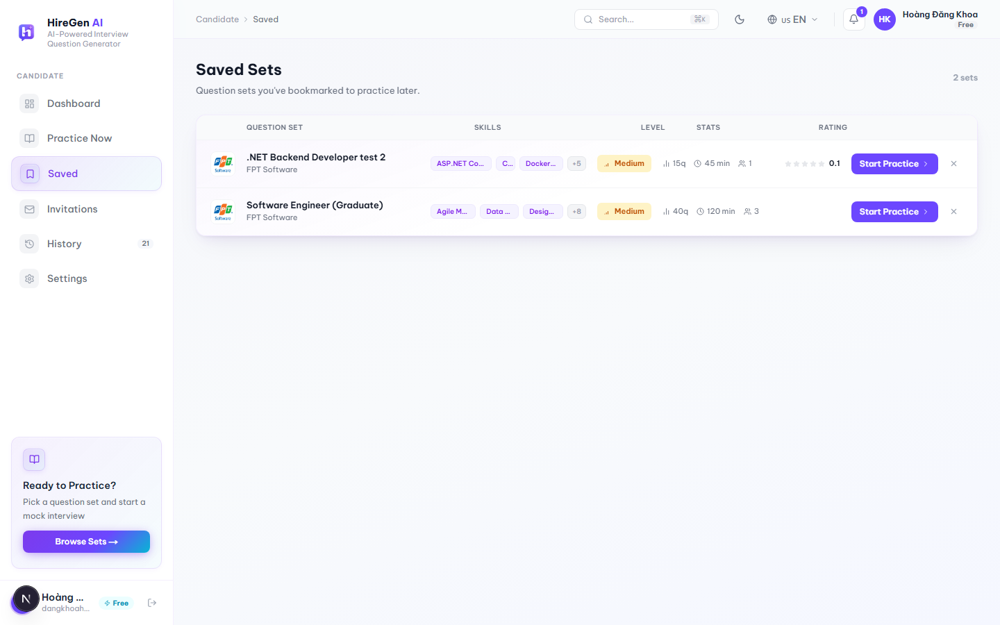 HireGen AI
AI-Powered Interview
Question Generator
CANDIDATE
Dashboard
Practice Now
Saved
Invitations
History 21
Settings
Ready to Practice?
Pick a question set and start a
mock interview
Browse Sets →
N Hoàng ... Free
dangkhoah...
Candidate > Saved
Search... ⌘K
US EN
1
HK Hoàng Đăng Khoa
Free
Saved Sets
Question sets you've bookmarked to practice later.
2 sets
QUESTION SET SKILLS LEVEL STATS RATING
FPT Software
.NET Backend Developer test 2
FPT Software
ASP.NET Co... C... Docker... +5 Medium 15q 45 min 1 0.1 Start Practice > ×
FPT Software
Software Engineer (Graduate)
FPT Software
Agile M... Data ... Desig... +8 Medium 40q 120 min 3 Start Practice > ×